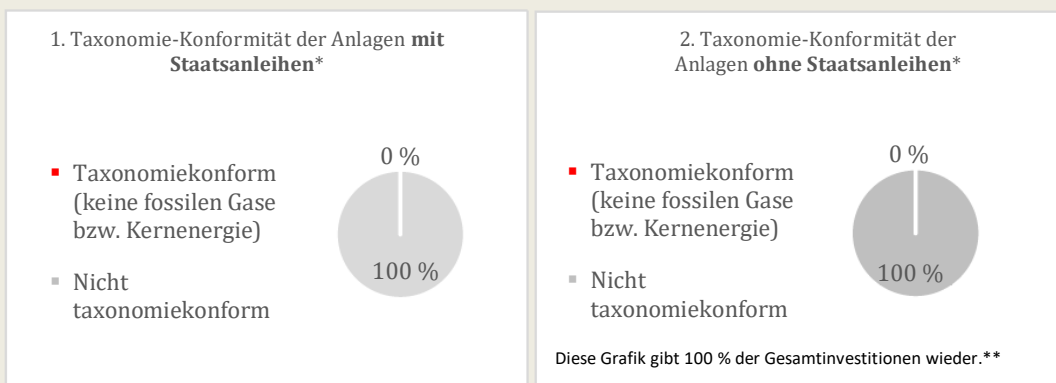 1. Taxonomie-Konformität der Anlagen mit
Staatsanleihen*
0 %
Taxonomiekonform
(keine fossilen Gase
bzw. Kernenergie)
100 %
Nicht
taxonomiekonform
2. Taxonomie-Konformität der
Anlagen ohne Staatsanleihen*
0 %
Taxonomiekonform
(keine fossilen Gase
bzw. Kernenergie)
100 %
Nicht
taxonomiekonform
Diese Grafik gibt 100 % der Gesamtinvestitionen wieder.**